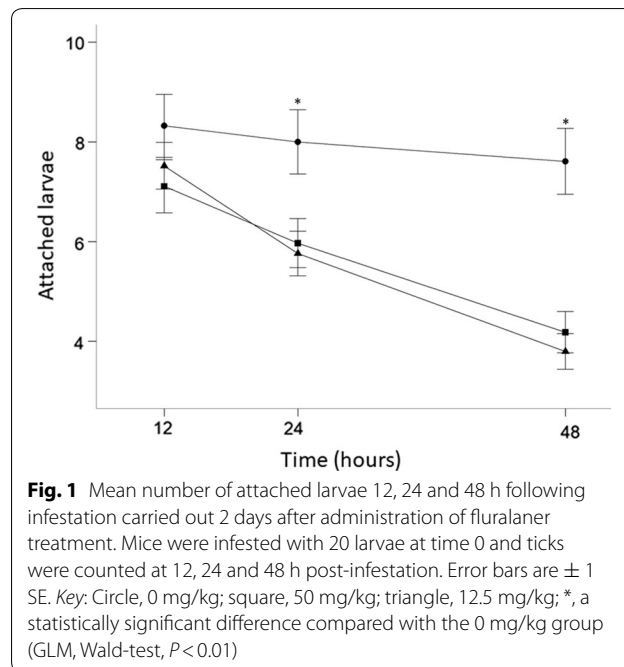 10
8
6
4
Attached larvae
*
*
12
24
48
Time (hours)
Fig. 1 Mean number of attached larvae 12, 24 and 48 h following
infestation carried out 2 days after administration of fluralaner
treatment. Mice were infested with 20 larvae at time 0 and ticks
were counted at 12, 24 and 48 h post-infestation. Error bars are ± 1
SE. Key: Circle, 0 mg/kg; square, 50 mg/kg; triangle, 12.5 mg/kg; *, a
statistically significant difference compared with the 0 mg/kg group
(GLM, Wald-test, P < 0.01)